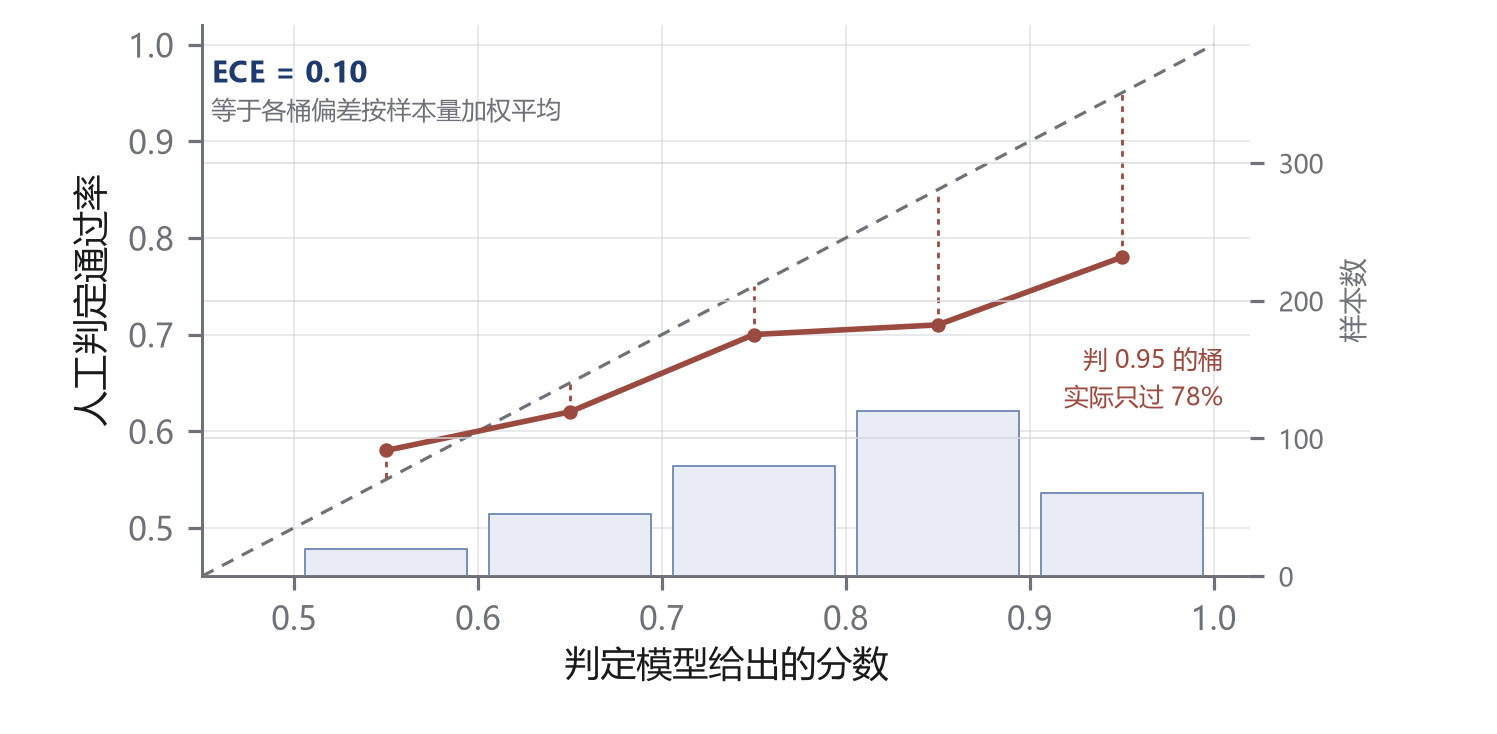 ECE = 0.10
等于各桶偏差按样本量加权平均
1.0
0.9
0.8
0.7
0.6
0.5
人工判定通过率
300
200
100
0
样本数
判 0.95 的桶
实际只过 78%
0.5
0.6
0.7
0.8
0.9
1.0
判定模型给出的分数